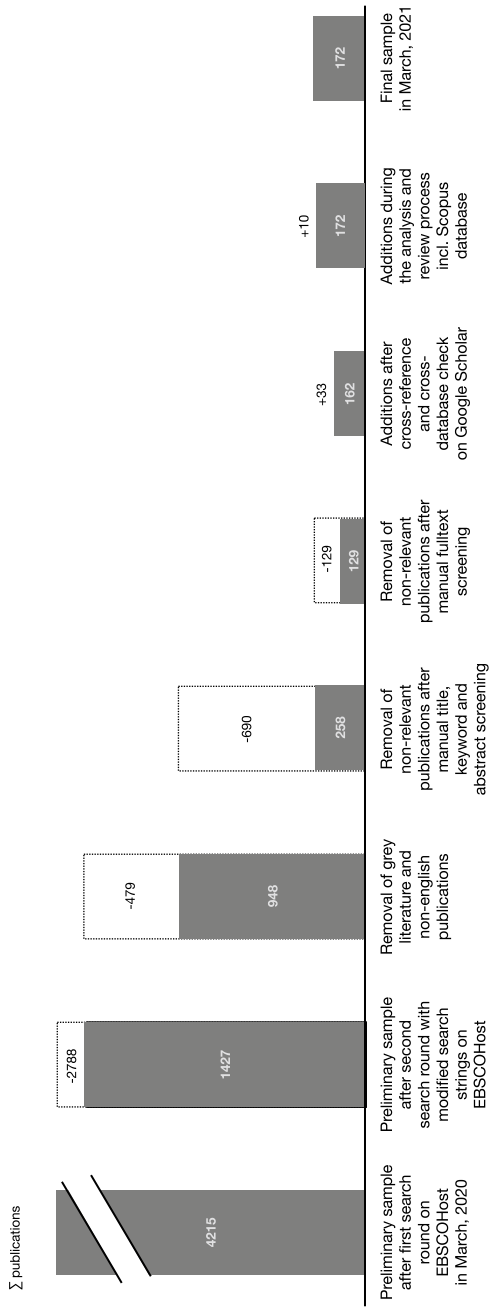 ∑ publications
4215
Preliminary sample
after first search
round on
EBSCOHost
in March, 2020
-2788
1427
Preliminary sample
after second
search round with
modified search
strings on
EBSCOHost
-479
948
Removal of grey
literature and
non-english
publications
-690
258
Removal of
non-relevant
publications after
manual title,
keyword and
abstract screening
-129
129
Removal of
non-relevant
publications after
manual fulltext
screening
+33
162
Additions after
cross-reference
and cross-
database check
on Google Scholar
+10
172
Additions during
the analysis and
review process
incl. Scopus
database
172
Final sample
in March, 2021